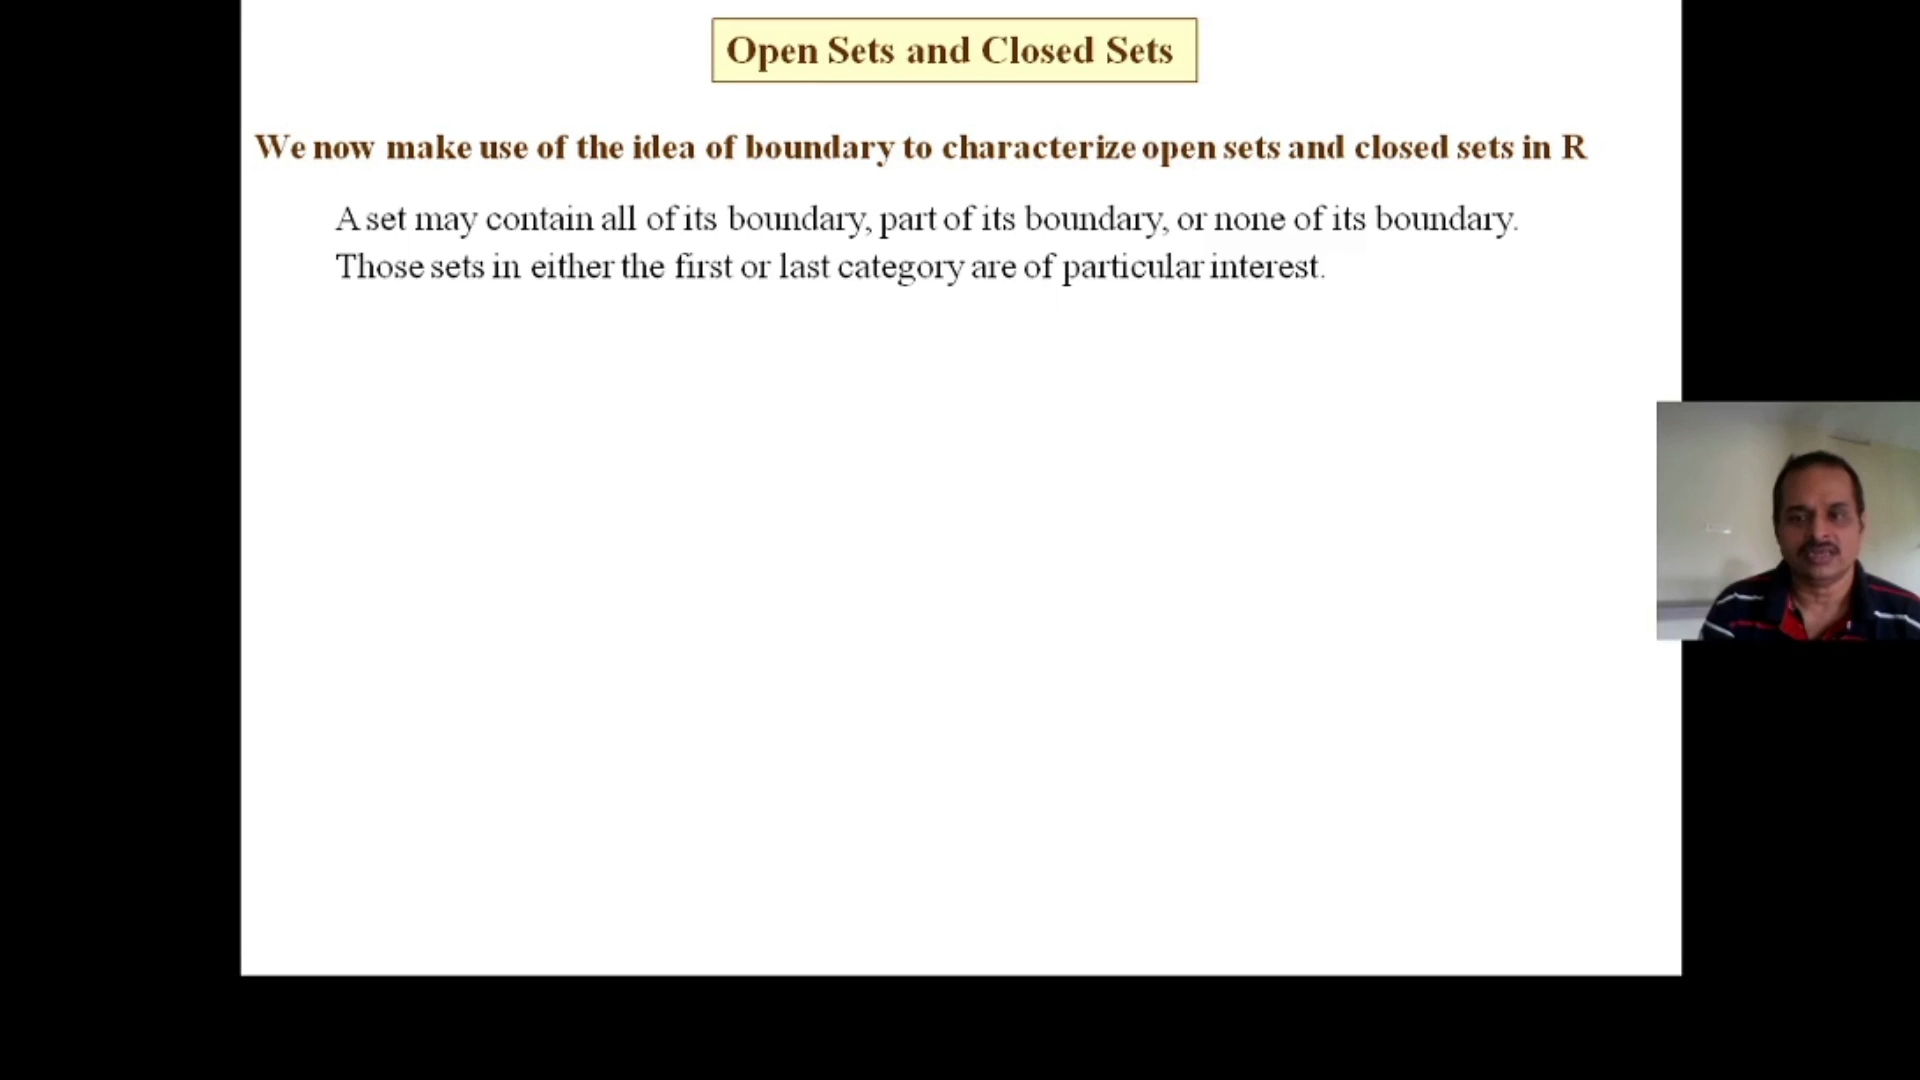 Open Sets and Closed Sets
We now make use of the idea of boundary to characterize open sets and closed sets in R
A set may contain all of its boundary, part of its boundary, or none of its boundary.
Those sets in either the first or last category are of particular interest.